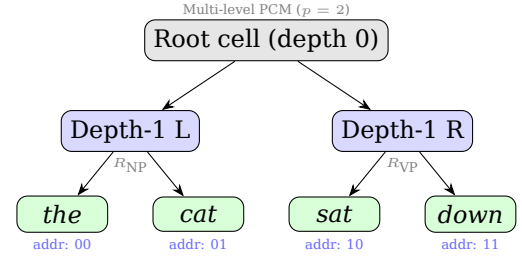 Multi-level PCM (p = 2)
Root cell (depth 0)
Depth-1 L
Depth-1 R
R_NP
R_VP
the
cat
sat
down
addr: 00
addr: 01
addr: 10
addr: 11